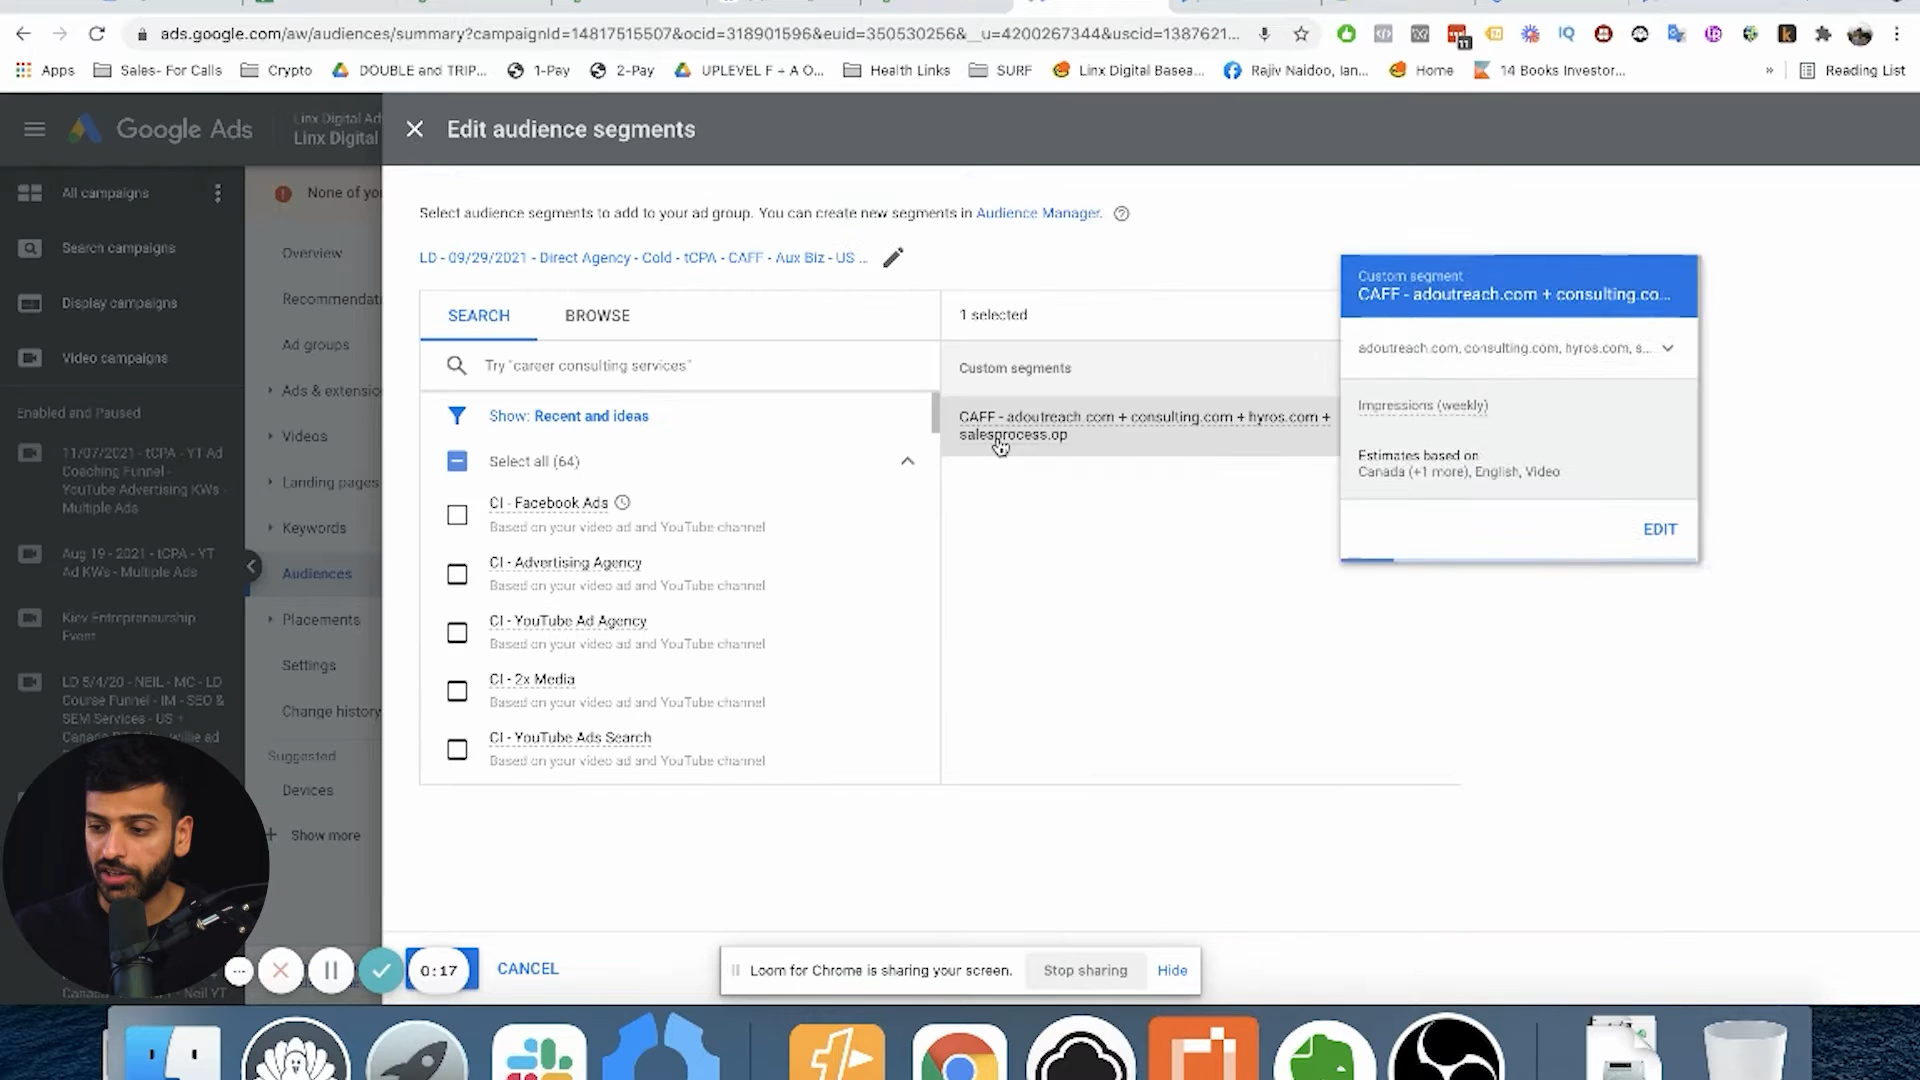 ads.google.com/aw/audiences/summary?campaignId=14817515507&ocid=318901596&euid=350530256&__u=4200267344&uscid=1387621...
11
Apps
Sales- For Calls
Crypto
DOUBLE and TRIP...
1-Pay
2-Pay
UPLEVEL F + A O...
Health Links
SURF
Linx Digital Basea...
Rajiv Naidoo, Ian...
Home
14 Books Investor...
»
Reading List
Google Ads
Linx Digital Ad
Linx Digital
Edit audience segments
All campaigns
Search campaigns
Display campaigns
Video campaigns
Enabled and Paused
11/07/2021 - tCPA - YT Ad
Coaching Funnel -
YouTube Advertising KWs -
Multiple Ads
Aug 19 - 2021 - tCPA - YT
Ad KWs - Multiple Ads
Kiev Entrepreneurship
Event
LD 5/4/20 - NEIL - MC - LD
Course Funnel - IM - SEO &
SEM Services - US +
None of yo
Overview
Recommendati
Ad groups
Ads & extensio
Videos
Landing pages
Keywords
Audiences
Placements
Settings
Change history
Suggested
Devices
Show more
Select audience segments to add to your ad group. You can create new segments in Audience Manager.
LD - 09/29/2021 - Direct Agency - Cold - tCPA - CAFF - Aux Biz - US ...
SEARCH
BROWSE
1 selected
Try "career consulting services"
Custom segments
Show: Recent and ideas
CAFF - adoutreach.com + consulting.com + hyros.com +
salesprocess.op
Select all (64)
CI - Facebook Ads
Based on your video ad and YouTube channel
CI - Advertising Agency
Based on your video ad and YouTube channel
CI - YouTube Ad Agency
Based on your video ad and YouTube channel
CI - 2x Media
Based on your video ad and YouTube channel
CI - YouTube Ads Search
Based on your video ad and YouTube channel
Custom segment
CAFF - adoutreach.com + consulting.co...
adoutreach.com, consulting.com, hyros.com, s...
Impressions (weekly)
Estimates based on
Canada (+1 more), English, Video
EDIT
0:17
CANCEL
Loom for Chrome is sharing your screen.
Stop sharing
Hide